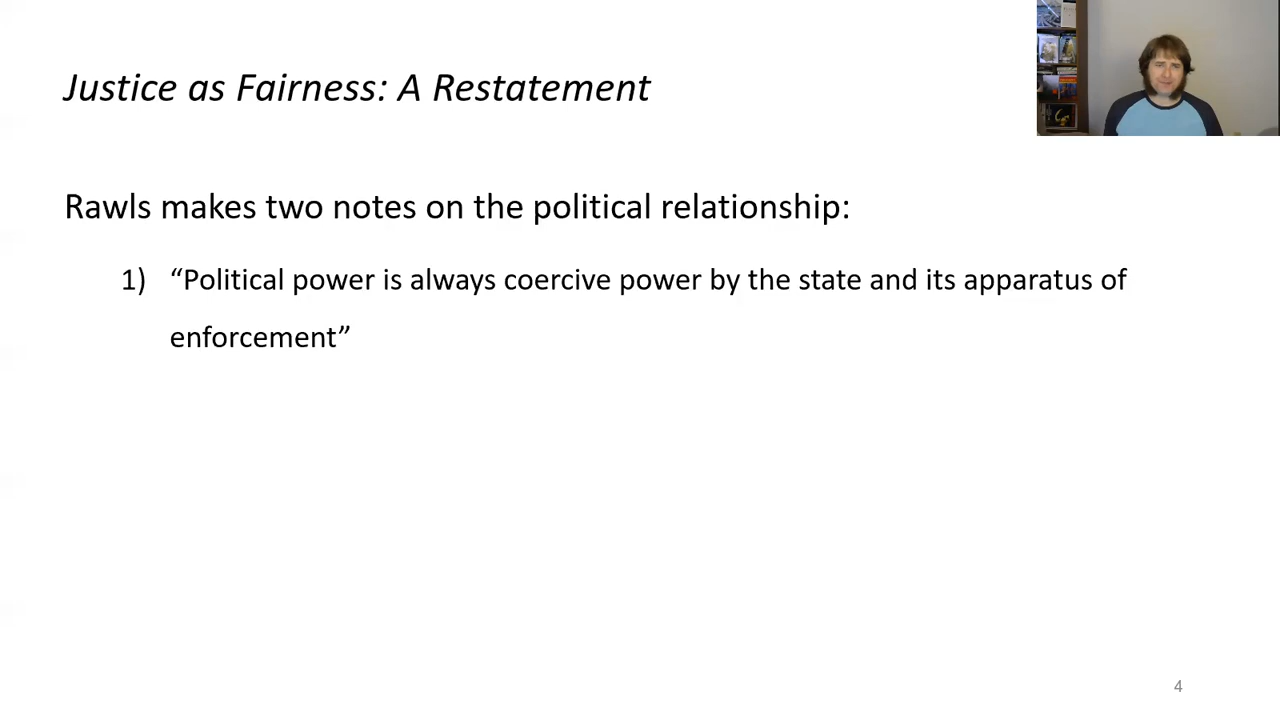 Justice as Fairness: A Restatement
Rawls makes two notes on the political relationship:
1) “Political power is always coercive power by the state and its apparatus of
enforcement”
4